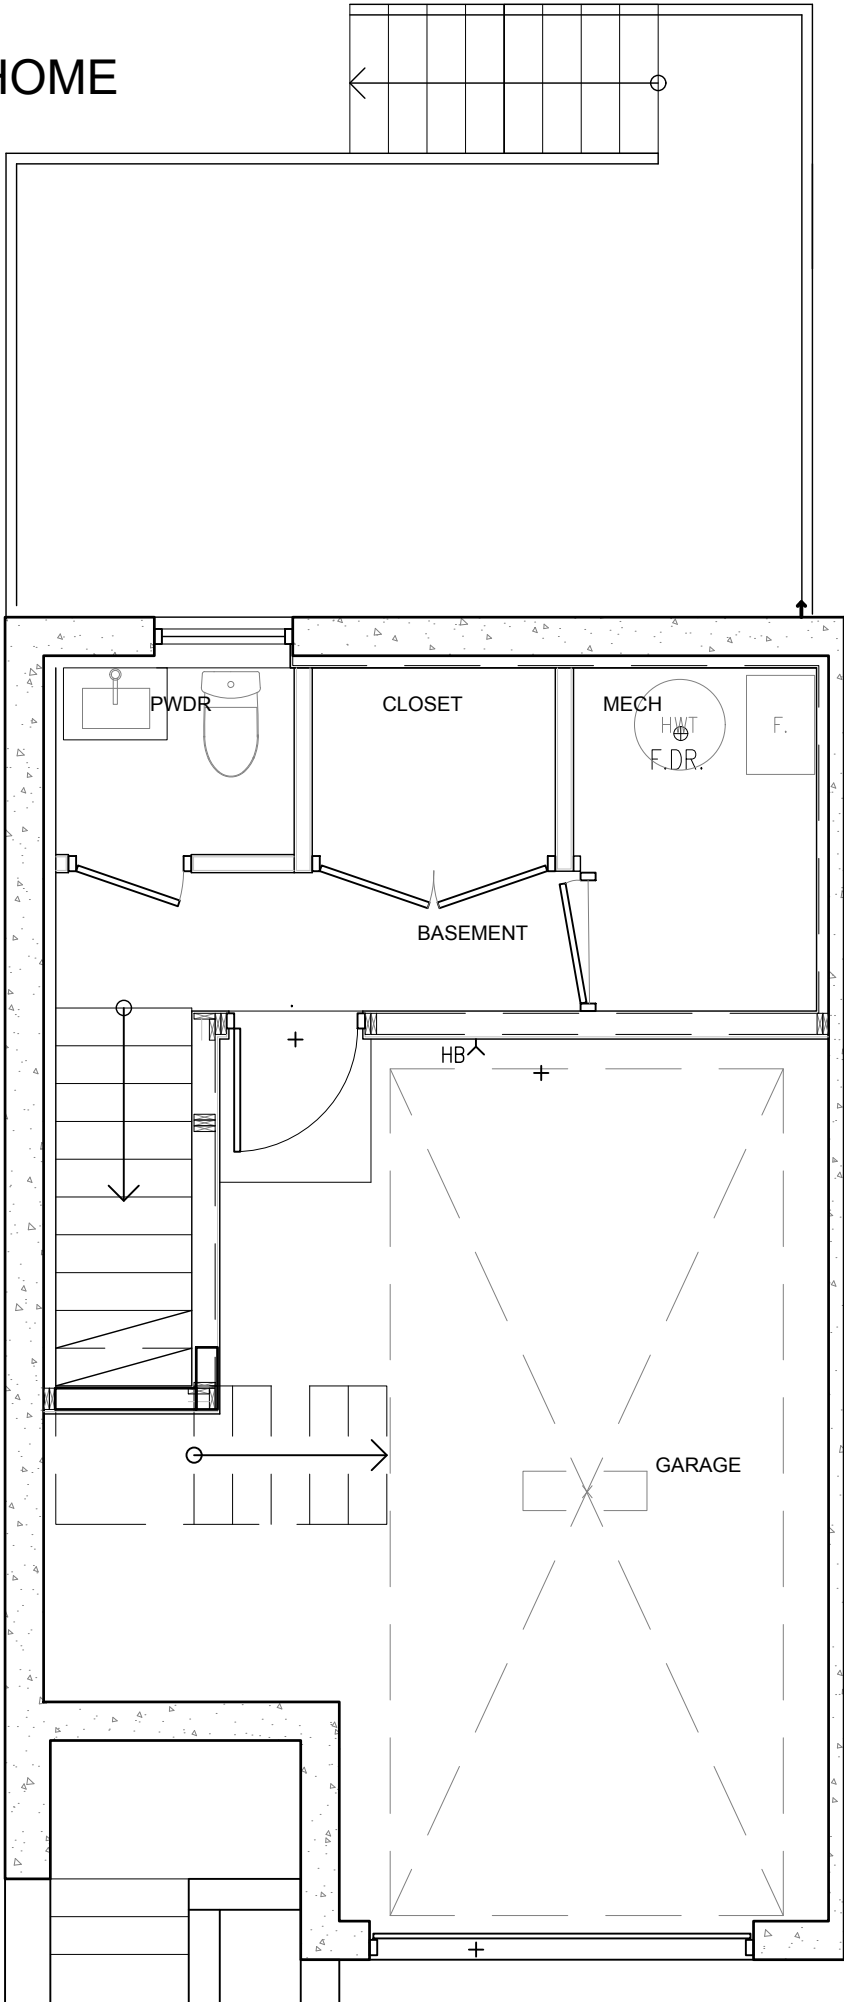 HOME
PWDR
CLOSET
MECH
HWT
F.
F.DR.
BASEMENT
HB
GARAGE